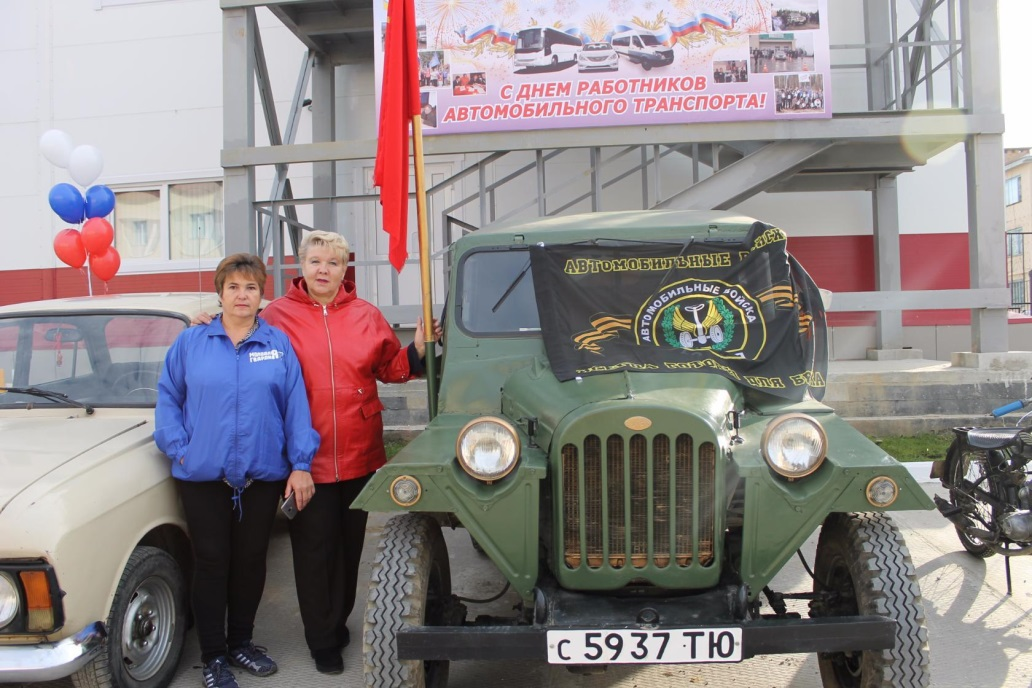 С ДНЕМ РАБОТНИКОВ
АВТОМОБИЛЬНОГО ТРАНСПОРТА!
АВТОМОБИЛЬНЫЕ
АВТОМОБИЛЬНЫЕ ВОЙСКА
с 5937 ТЮ